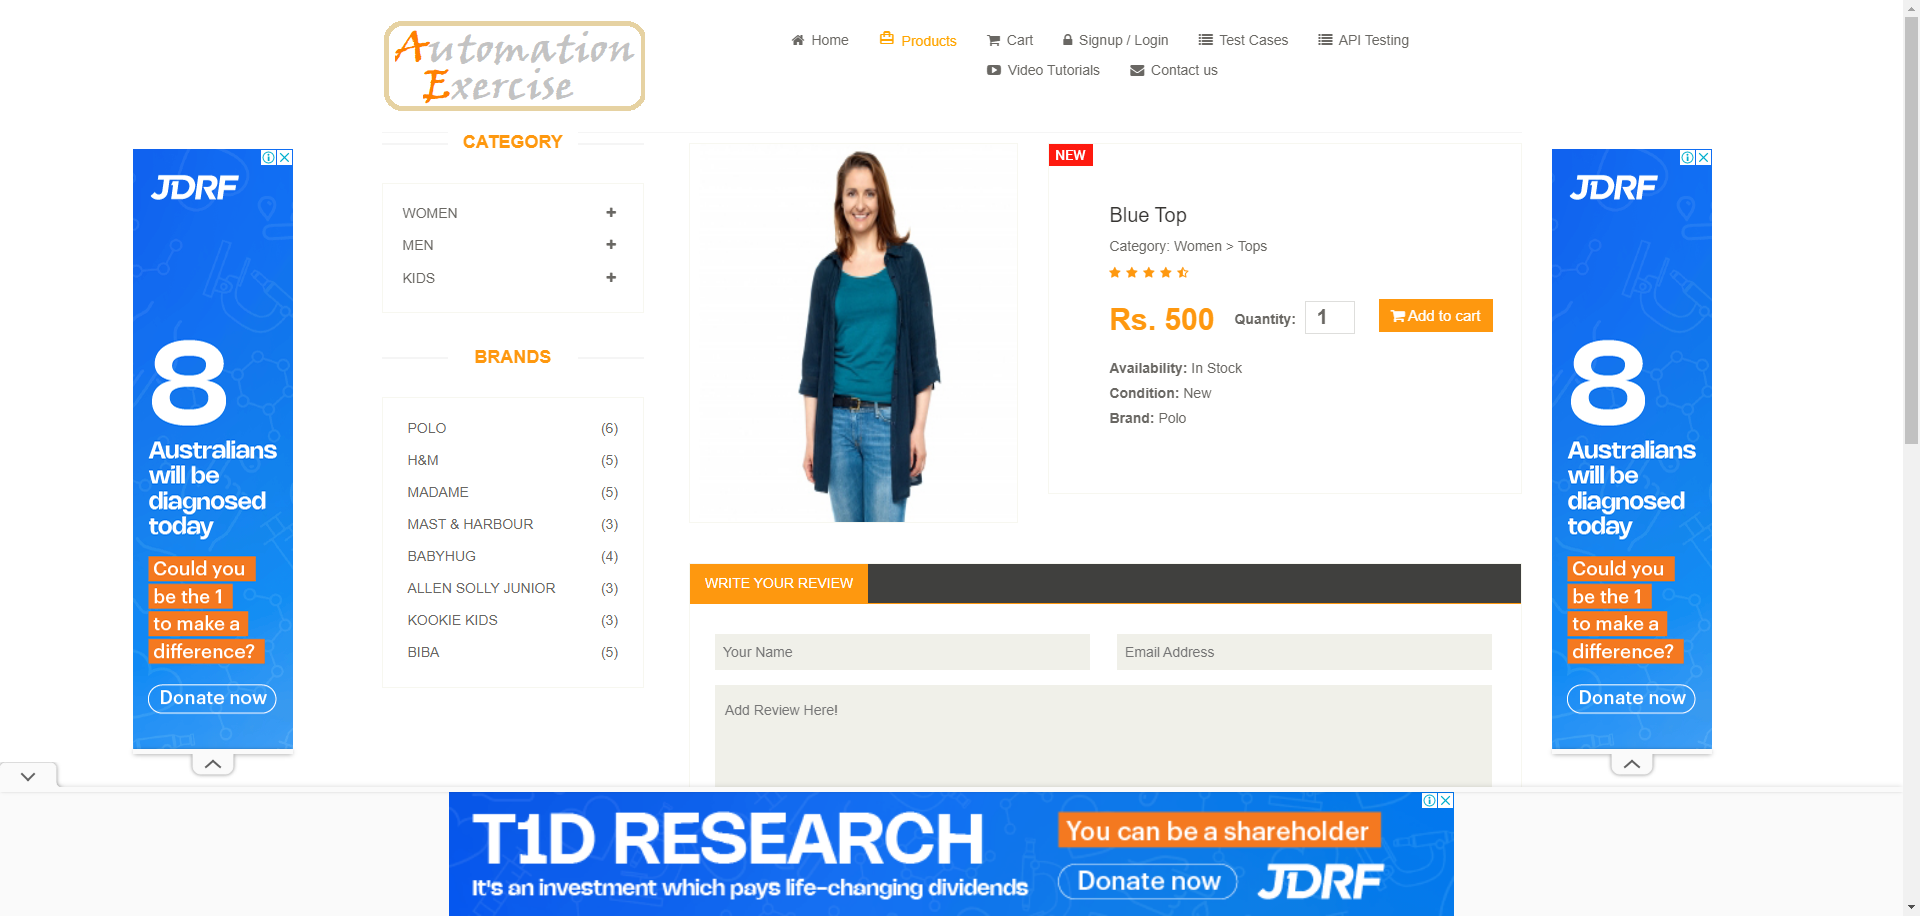 Automation
Exercise
Home
Products
Cart
Signup / Login
Test Cases
API Testing
Video Tutorials
Contact us
CATEGORY
WOMEN
MEN
KIDS
BRANDS
POLO (6)
H&M (5)
MADAME (5)
MAST & HARBOUR (3)
BABYHUG (4)
ALLEN SOLLY JUNIOR (3)
KOOKIE KIDS (3)
BIBA (5)
NEW
Blue Top
Category: Women > Tops
Rs. 500 Quantity: 1 Add to cart
Availability: In Stock
Condition: New
Brand: Polo
WRITE YOUR REVIEW
Your Name
Email Address
Add Review Here!
JDRF
8
Australians
will be
diagnosed
today
Could you
be the 1
to make a
difference?
Donate now
JDRF
8
Australians
will be
diagnosed
today
Could you
be the 1
to make a
difference?
Donate now
T1D RESEARCH
It's an investment which pays life-changing dividends
You can be a shareholder
Donate now
JDRF